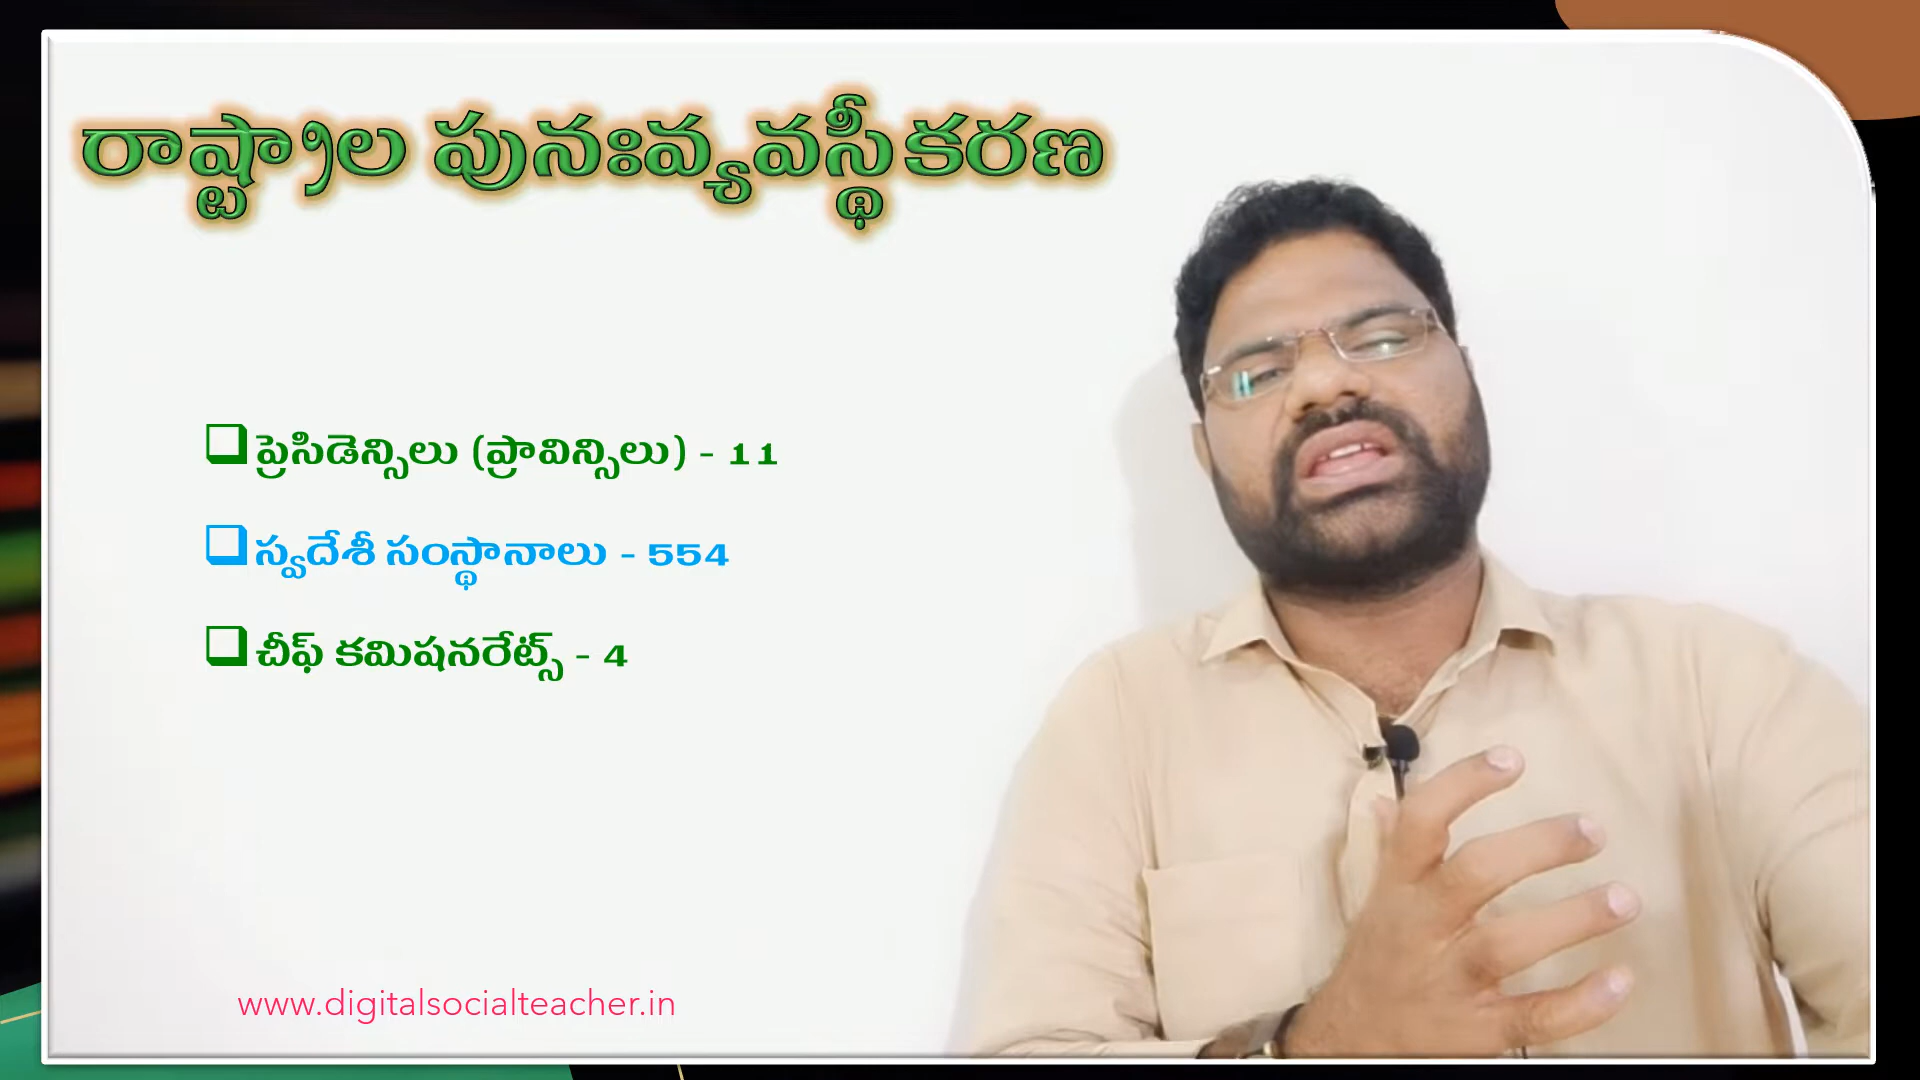 రాష్ట్రాల పునఃవ్యవస్థీకరణ
ప్రెసిడెన్సిలు (ప్రావిన్సిలు) - 11
స్వదేశీ సంస్థానాలు - 554
చీఫ్ కమిషనరేట్స్ - 4
www.digitalsocialteacher.in